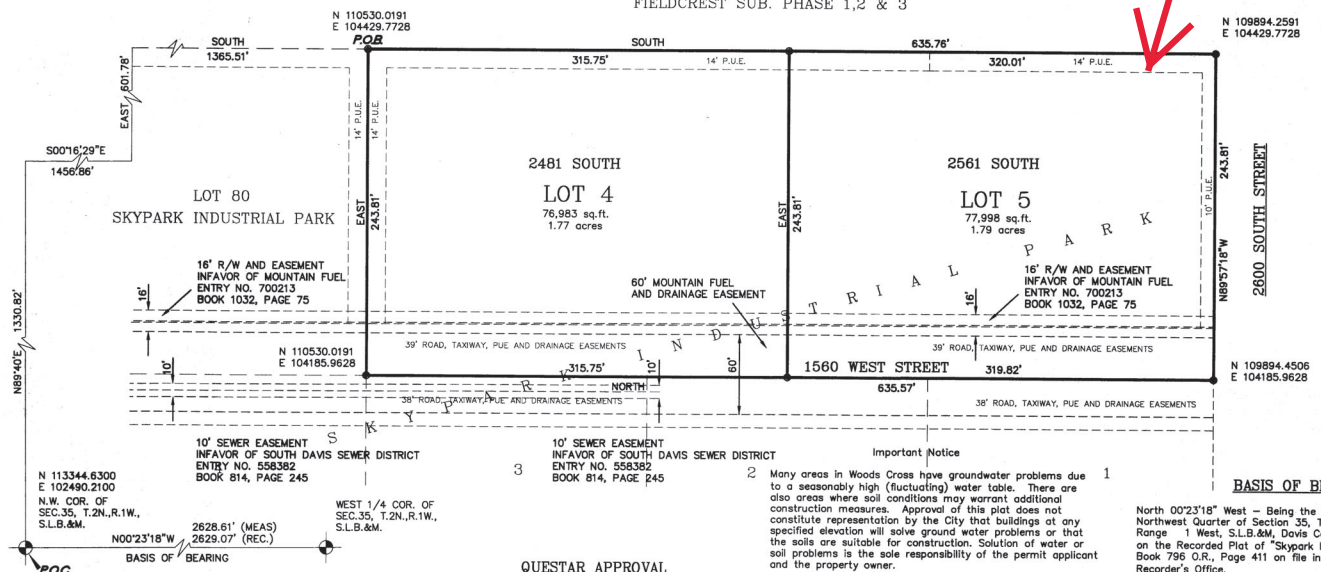 FIELDCREST SUB. PHASE 1,2 & 3
N 110530.0191
E 104429.7728
P.O.B.
N 109894.2591
E 104429.7728
SOUTH
1365.51'
SOUTH
635.76'
315.75'
14' P.U.E.
320.01'
14' P.U.E.
EAST 601.78'
14' P.U.E.
14' P.U.E.
S00°16'29"E
1456.86'
LOT 80
SKYPARK INDUSTRIAL PARK
EAST
243.81'
2481 SOUTH
LOT 4
76,983 sq.ft.
1.77 acres
EAST
243.81'
2561 SOUTH
LOT 5
77,998 sq.ft.
1.79 acres
10' P.U.E.
243.81'
N89°57'18"W
2600 SOUTH STREET
16' R/W AND EASEMENT
INFAVOR OF MOUNTAIN FUEL
ENTRY NO. 700213
BOOK 1032, PAGE 75
16'
60' MOUNTAIN FUEL
AND DRAINAGE EASEMENT
16' R/W AND EASEMENT
INFAVOR OF MOUNTAIN FUEL
ENTRY NO. 700213
BOOK 1032, PAGE 75
16'
SKYPARK INDUSTRIAL PARK
N89°40'E 1330.82'
39' ROAD, TAXIWAY, PUE AND DRAINAGE EASEMENTS
39' ROAD, TAXIWAY, PUE AND DRAINAGE EASEMENTS
N 110530.0191
E 104185.9628
10'
315.75'
NORTH
10'
60'
1560 WEST STREET
319.82'
635.57'
N 109894.4506
E 104185.9628
38' ROAD, TAXIWAY, PUE AND DRAINAGE EASEMENTS
38' ROAD, TAXIWAY, PUE AND DRAINAGE EASEMENTS
10' SEWER EASEMENT
INFAVOR OF SOUTH DAVIS SEWER DISTRICT
ENTRY NO. 558382
BOOK 814, PAGE 245
3
10' SEWER EASEMENT
INFAVOR OF SOUTH DAVIS SEWER DISTRICT
ENTRY NO. 558382
BOOK 814, PAGE 245
2
1
Important Notice
Many areas in Woods Cross have groundwater problems due
to a seasonably high (fluctuating) water table. There are
also areas where soil conditions may warrant additional
construction measures. Approval of this plat does not
constitute representation by the City that buildings at any
specified elevation will solve ground water problems or that
the soils are suitable for construction. Solution of water or
soil problems is the sole responsibility of the permit applicant
and the property owner.
BASIS OF BE
North 00°23'18" West – Being the
Northwest Quarter of Section 35, T
Range 1 West, S.L.B.&M, Davis Co
on the Recorded Plat of "Skypark
Book 796 O.R., Page 411 on file in
Recorder's Office.
N 113344.6300
E 102490.2100
N.W. COR. OF
SEC.35, T.2N.,R.1W.,
S.L.B.&M.
WEST 1/4 COR. OF
SEC.35, T.2N.,R.1W.,
S.L.B.&M.
N00°23'18"W
2628.61' (MEAS)
2629.07' (REC.)
BASIS OF BEARING
P.O.C.
QUESTAR APPROVAL